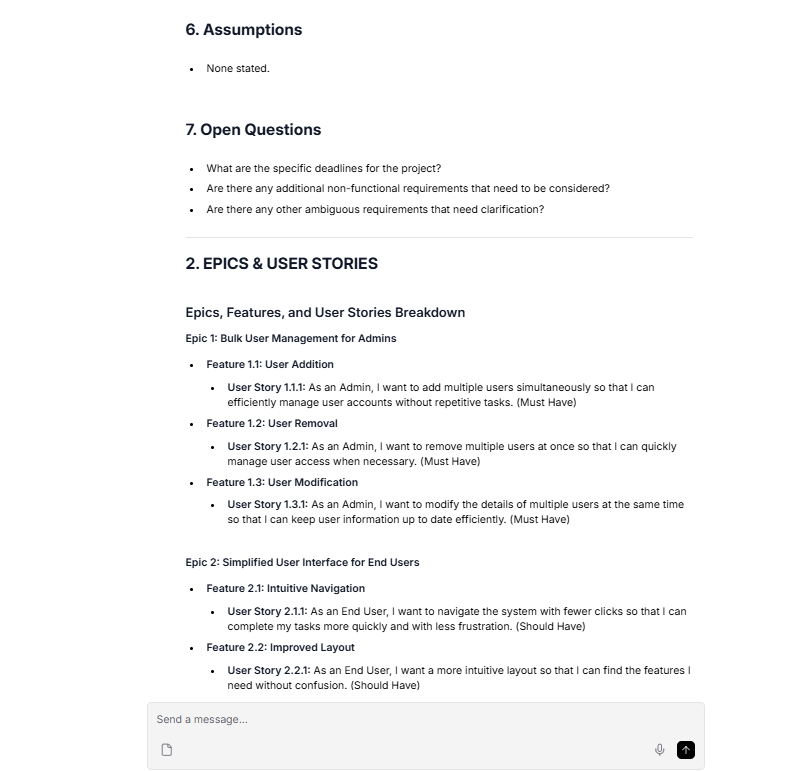 6. Assumptions
• None stated.
7. Open Questions
• What are the specific deadlines for the project?
• Are there any additional non-functional requirements that need to be considered?
• Are there any other ambiguous requirements that need clarification?
2. EPICS & USER STORIES
Epics, Features, and User Stories Breakdown
Epic 1: Bulk User Management for Admins
• Feature 1.1: User Addition
• User Story 1.1.1: As an Admin, I want to add multiple users simultaneously so that I can
efficiently manage user accounts without repetitive tasks. (Must Have)
• Feature 1.2: User Removal
• User Story 1.2.1: As an Admin, I want to remove multiple users at once so that I can quickly
manage user access when necessary. (Must Have)
• Feature 1.3: User Modification
• User Story 1.3.1: As an Admin, I want to modify the details of multiple users at the same time
so that I can keep user information up to date efficiently. (Must Have)
Epic 2: Simplified User Interface for End Users
• Feature 2.1: Intuitive Navigation
• User Story 2.1.1: As an End User, I want to navigate the system with fewer clicks so that I can
complete my tasks more quickly and with less frustration. (Should Have)
• Feature 2.2: Improved Layout
• User Story 2.2.1: As an End User, I want a more intuitive layout so that I can find the features I
need without confusion. (Should Have)
Send a message...